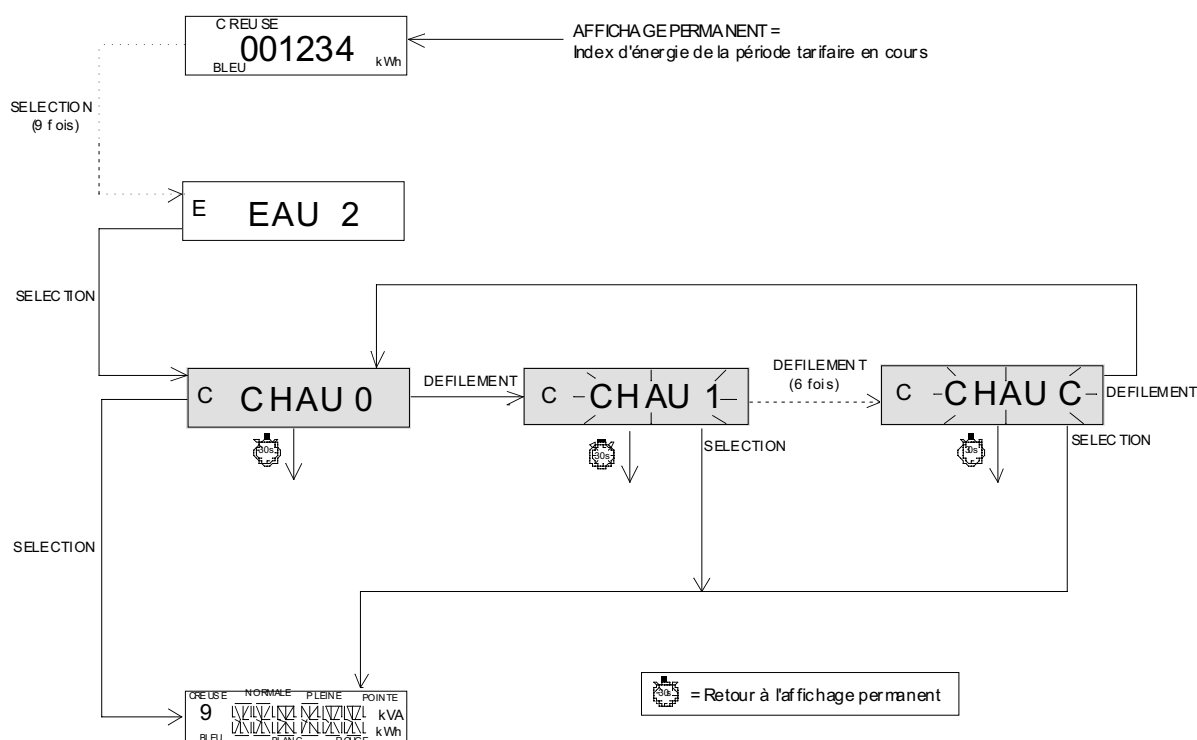 CREUSE
001234
BLEU
kWh
AFFICHAGE PERMANENT =
Index d'énergie de la période tarifaire en cours
SELECTION
(9 fois)
E EAU 2
SELECTION
C CHAU 0
DEFILEMENT
C CHAU 1
DEFILEMENT
(6 fois)
C CHAU C
DEFILEMENT
30s
30s
SELECTION
30s
SELECTION
SELECTION
30s = Retour à l'affichage permanent
CREUSE NORMALE PLEINE POINTE
9 kVA
kWh
BLEU BLANC ROUGE